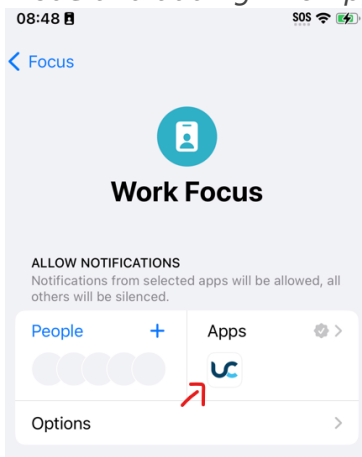 08:48
SOS
Focus
Work Focus
ALLOW NOTIFICATIONS
Notifications from selected apps will be allowed, all
others will be silenced.
People +
Apps
UC
Options